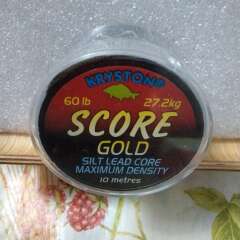 KRYSTON®
60 lb 27.2kg
SCORE
GOLD
SILT LEAD CORE
MAXIMUM DENSITY
10 metres